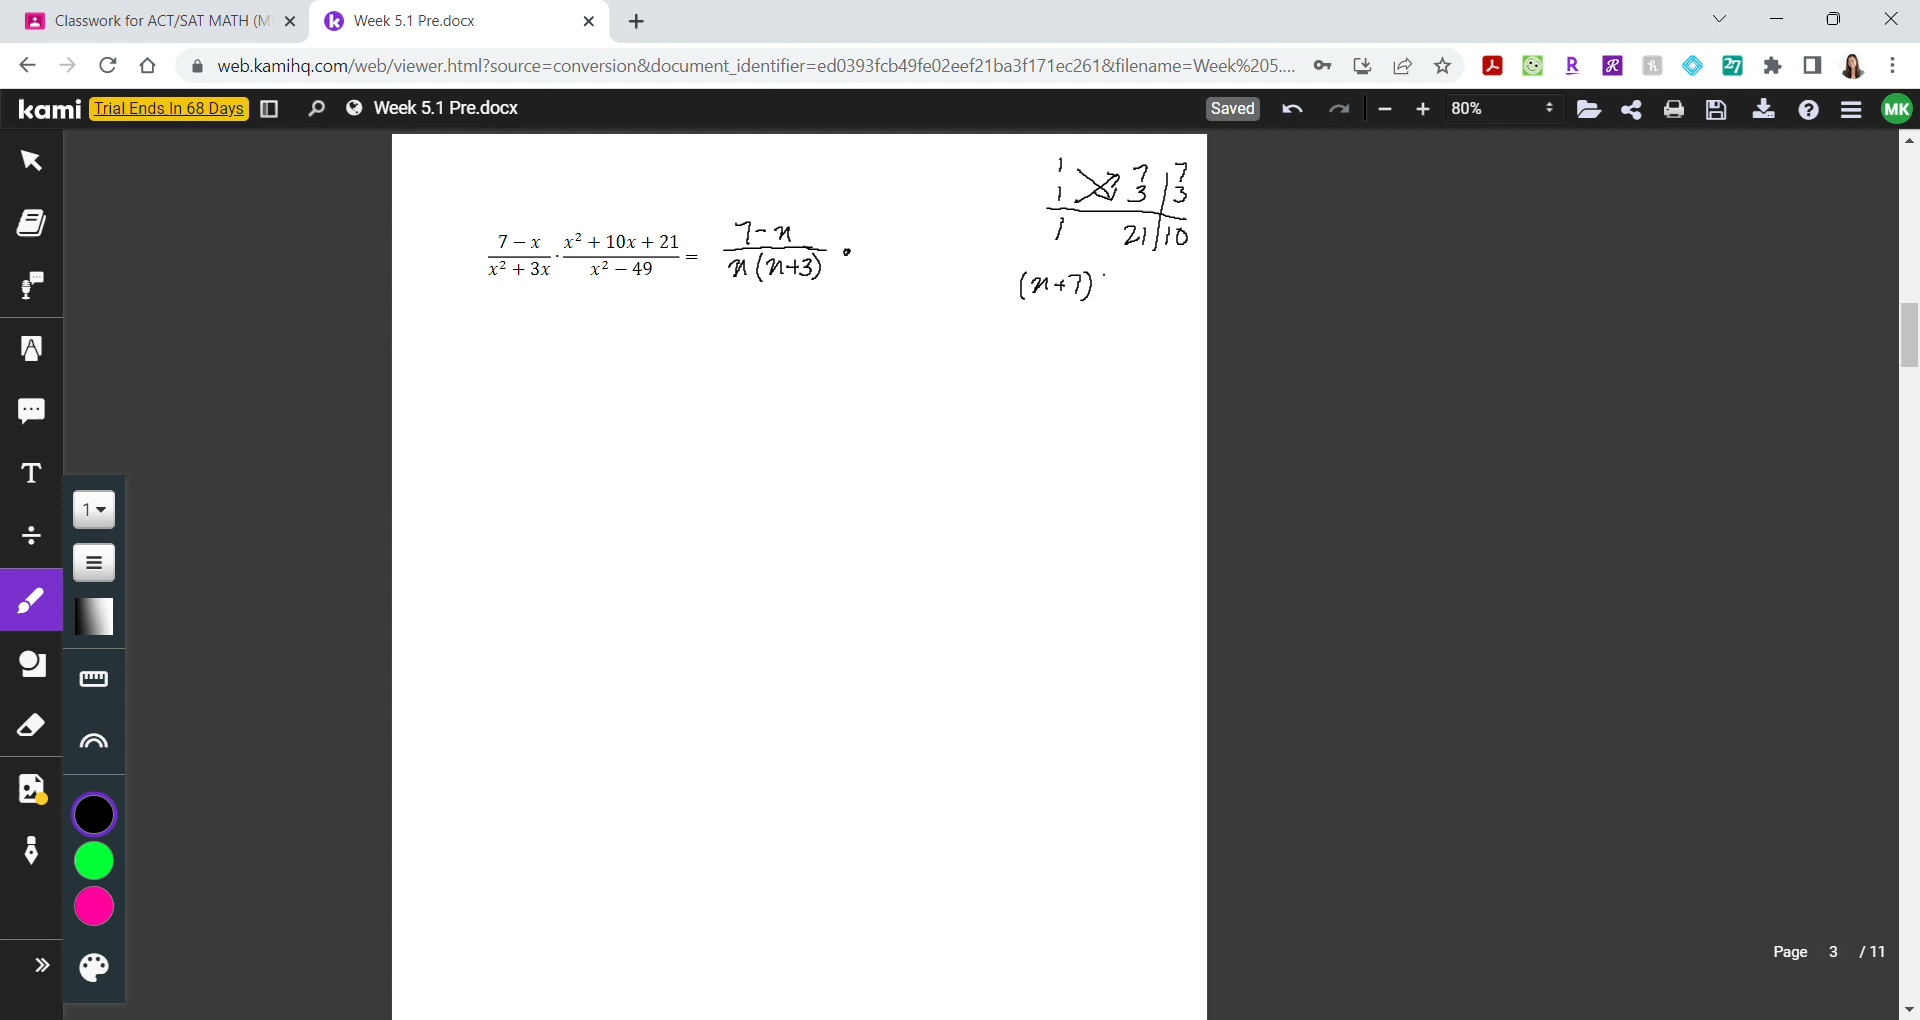 Classwork for ACT/SAT MATH (M
Week 5.1 Pre.docx
web.kamihq.com/web/viewer.html?source=conversion&document_identifier=ed0393fcb49fe02eef21ba3f171ec261&filename=Week%205....
27
kami Trial Ends In 68 Days Week 5.1 Pre.docx Saved 80% MK
1 7 7
1 3 3
1 21 10
7 − x x² + 10x + 21 7-x
· =  ·
x² + 3x x² − 49 x(x+3)
(x+7)
T
1
Page 3 / 11